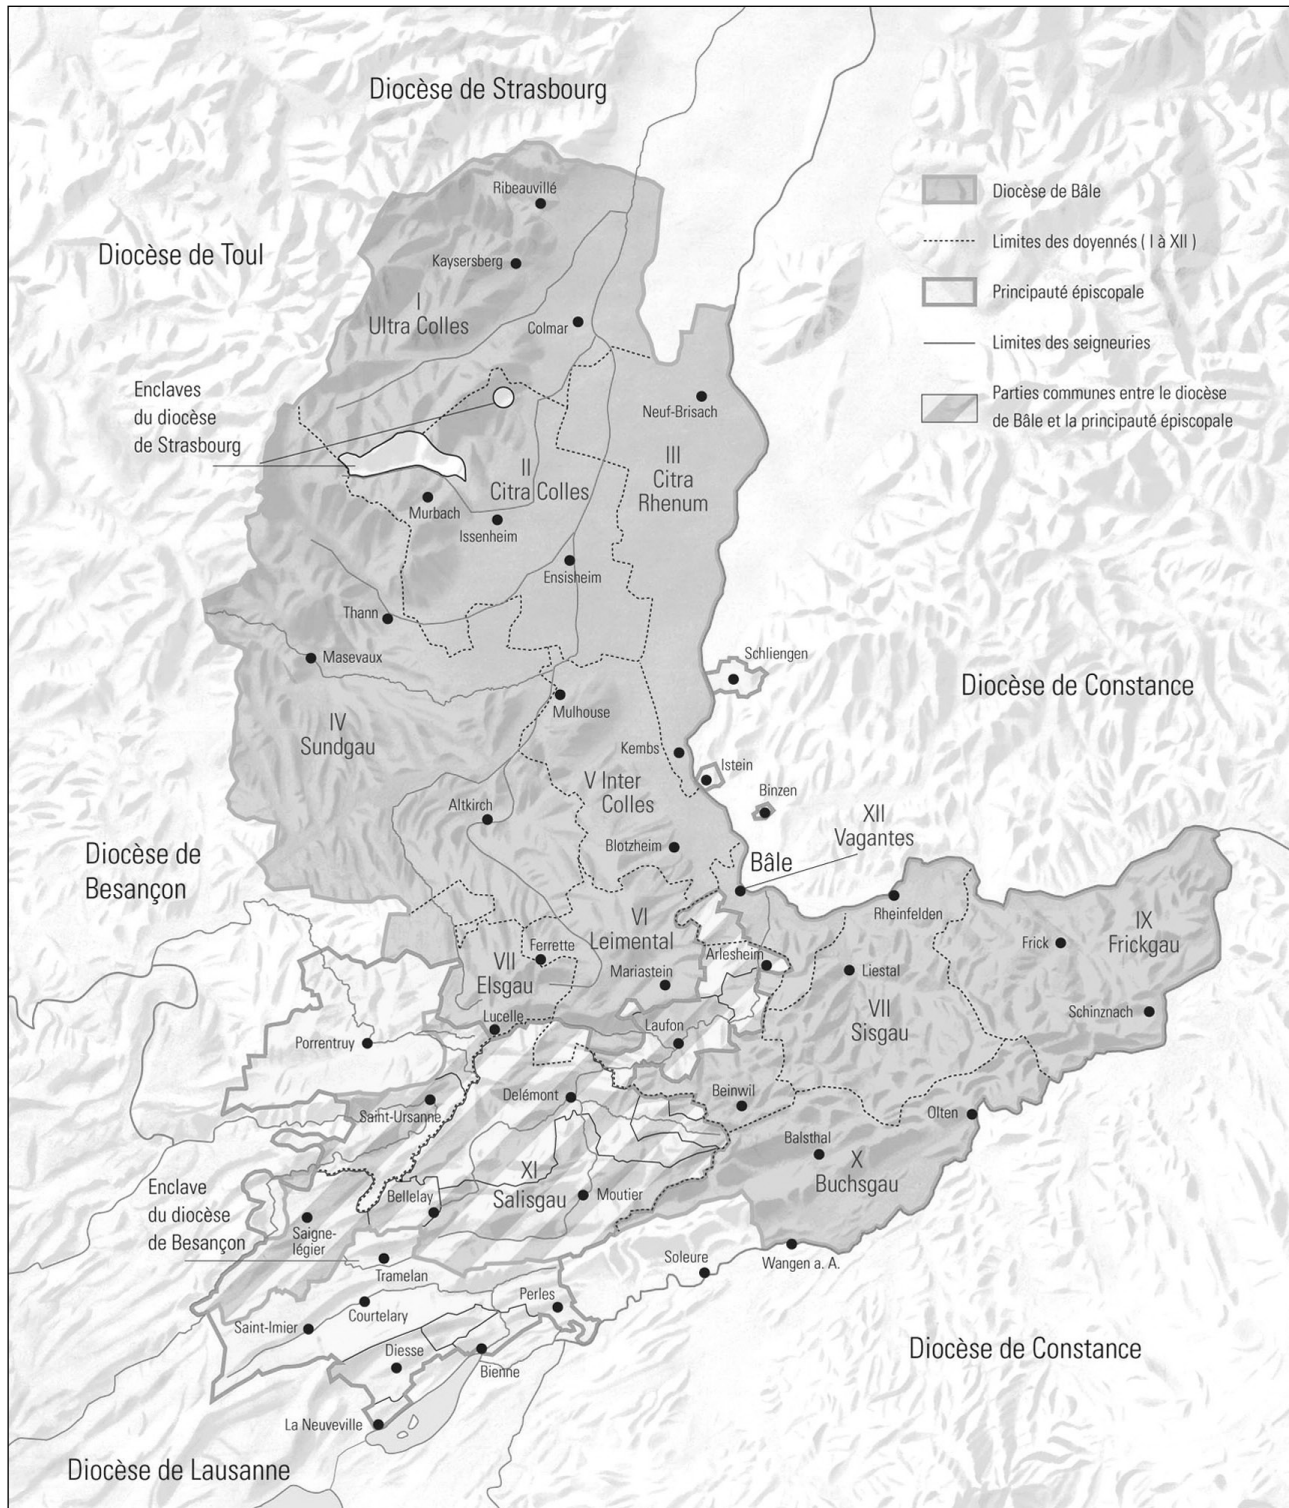 Diocèse de Strasbourg
Ribeauvillé
Diocèse de Bâle
Limites des doyennés ( I à XII )
Principauté épiscopale
Limites des seigneuries
Parties communes entre le diocèse
de Bâle et la principauté épiscopale
Diocèse de Toul
Kaysersberg
I
Ultra Colles
Colmar
Enclaves
du diocèse
de Strasbourg
Neuf-Brisach
III
Citra
Rhenum
II
Citra Colles
Murbach
Issenheim
Ensisheim
Thann
Masevaux
Schliengen
Diocèse de Constance
IV
Sundgau
Mulhouse
Kembs
Istein
V Inter
Colles
Binzen
Altkirch
XII
Vagantes
Blotzheim
Bâle
Diocèse de
Besançon
Rheinfelden
VI
Leimental
IX
Frickgau
Frick
Ferrette
VII
Elsgau
Arlesheim
Mariastein
Liestal
Lucelle
Laufon
VII
Sisgau
Schinznach
Porrentruy
Delémont
Beinwil
Saint-Ursanne
Olten
Balsthal
X
Buchsgau
XI
Salisgau
Enclave
du diocèse
de Besançon
Bellelay
Moutier
Saigne-
légier
Tramelan
Soleure
Wangen a. A.
Perles
Courtelary
Saint-Imier
Diesse
Bienne
Diocèse de Constance
La Neuveville
Diocèse de Lausanne